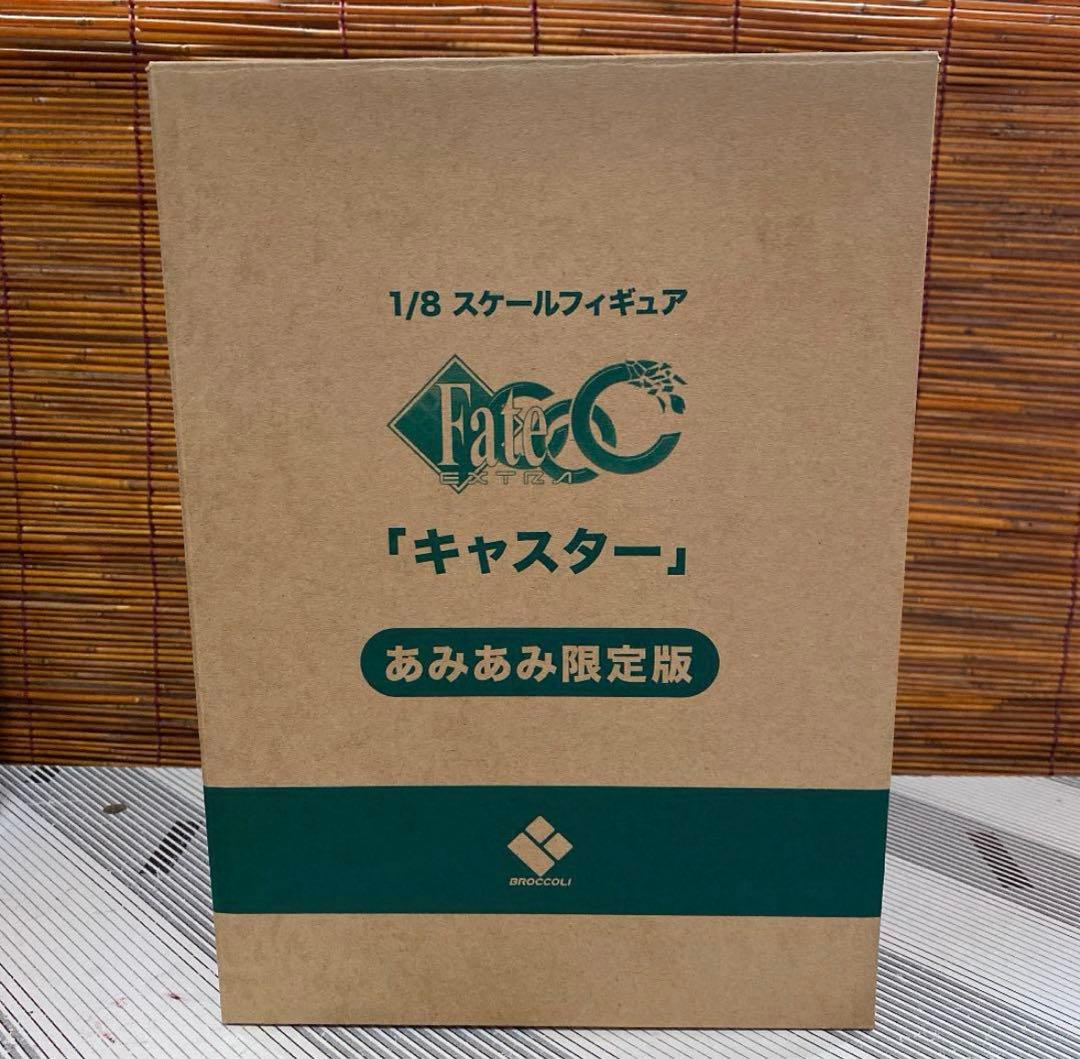 1/8 スケールフィギュア
Fate CCC
EXTRA
「キャスター」
あみあみ限定版
BROCCOLI